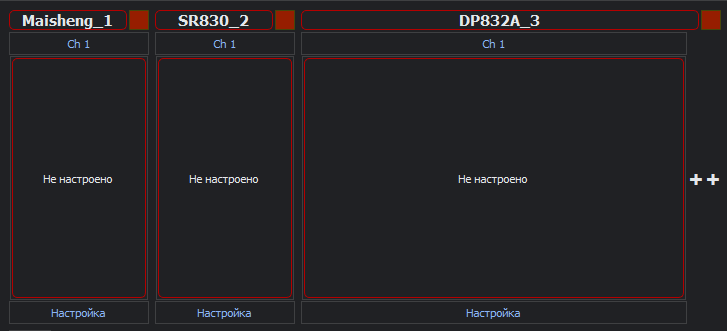 Maisheng_1 SR830_2 DP832A_3
Ch 1 Ch 1 Ch 1
Не настроено Не настроено Не настроено ++
Настройка Настройка Настройка